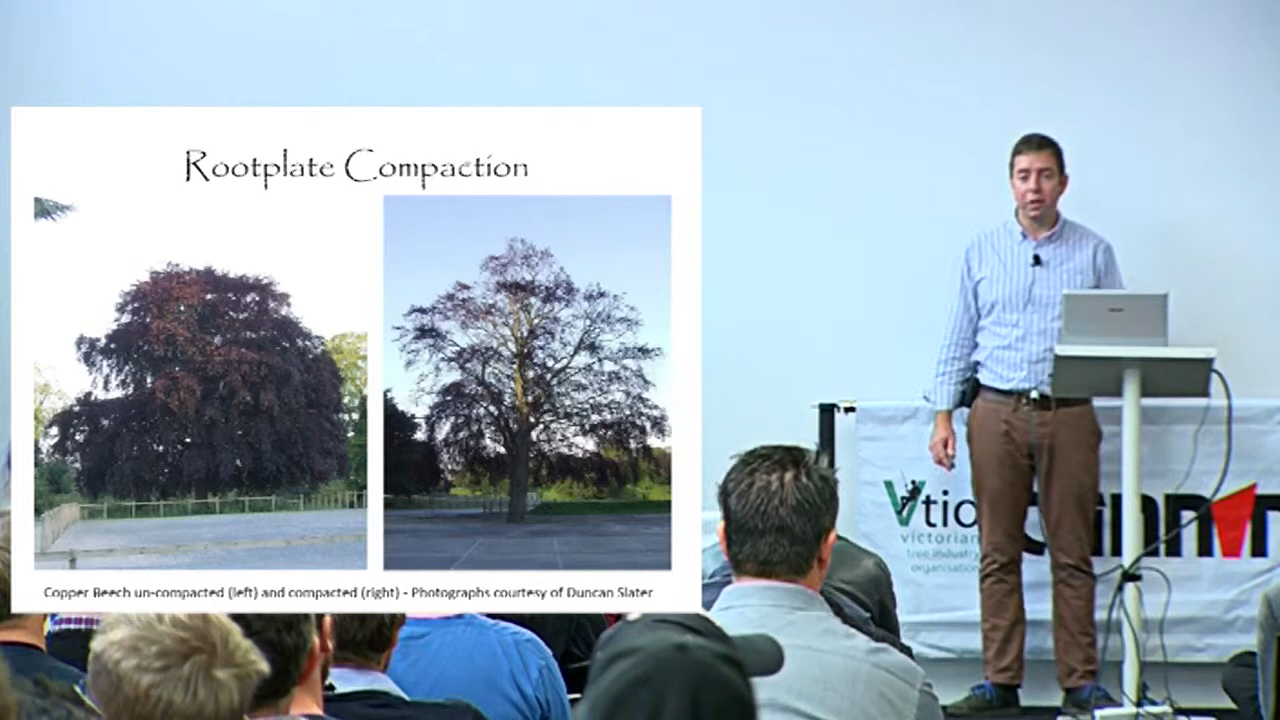 Rootplate Compaction
Copper Beech un-compacted (left) and compacted (right) - Photographs courtesy of Duncan Slater
Vtio
victorian
tree industry
organisation